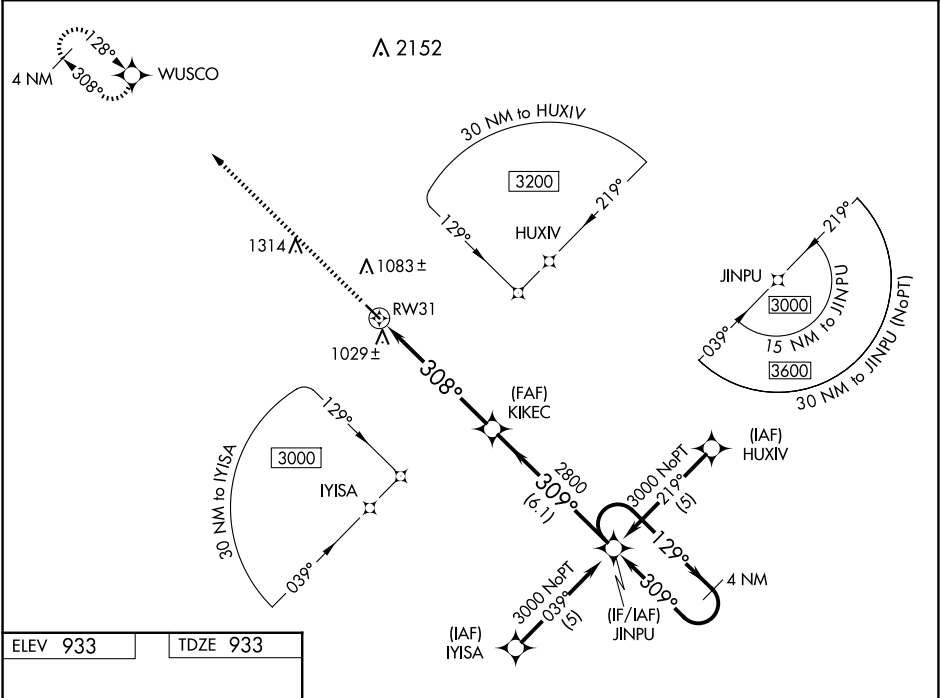 2152
128°
4 NM
308°
WUSCO
30 NM to HUXIV
3200
129°
219°
HUXIV
1314
1083±
RW31
1029±
308°
219°
JINPU
3000
039°
15 NM to JINPU
3600
30 NM to JINPU (NoPT)
(FAF)
KIKEC
129°
3000
IYISA
30 NM to IYISA
039°
2800
309°
(6.1)
(IAF)
HUXIV
3000 NoPT
219°
(5)
129°
309°
4 NM
3000 NoPT
039°
(5)
(IF/IAF)
JINPU
(IAF)
IYISA
ELEV 933
TDZE 933